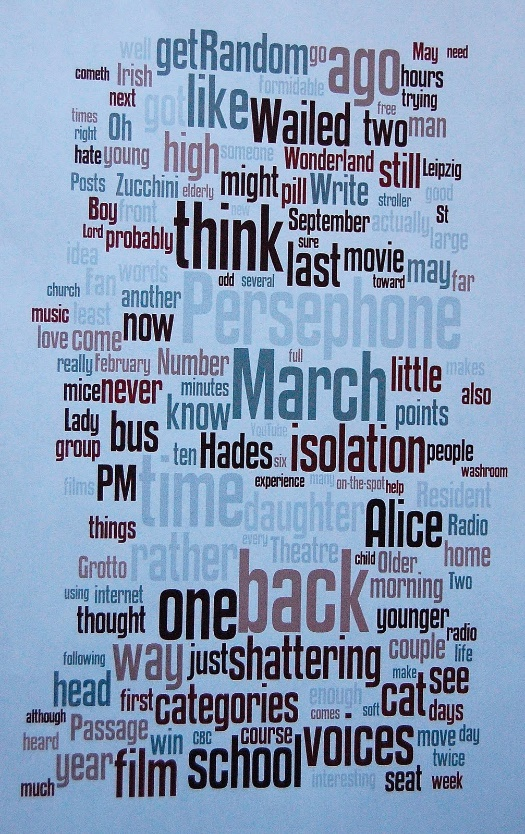 well getRandom go ago May need
cometh Irish formidable hours
next got like free trying
times Oh Wailed two man
right
hate young high someone Wonderland still Leipzig
Posts Zucchini elderly might pill Write stroller good
Boy front new September actually St
Lord probably think sure large
idea last movie
Fan words odd several toward may far
church another Persephone
music least now
love come
really February Number full March little makes
mice never minutes also
Lady know points
group bus YouTube
ten Hades six isolation people
washroom
films PM time experience many on-the-spot help Resident
things daughter Alice Radio
every
Grotto rather Theatre child Older home
using internet back morning Two
thought one younger
radio
following way just shattering couple life
head make see
although first categories enough soft cat days
Passage comes
heard win CBC course voices move day
year film school twice
much interesting seat week